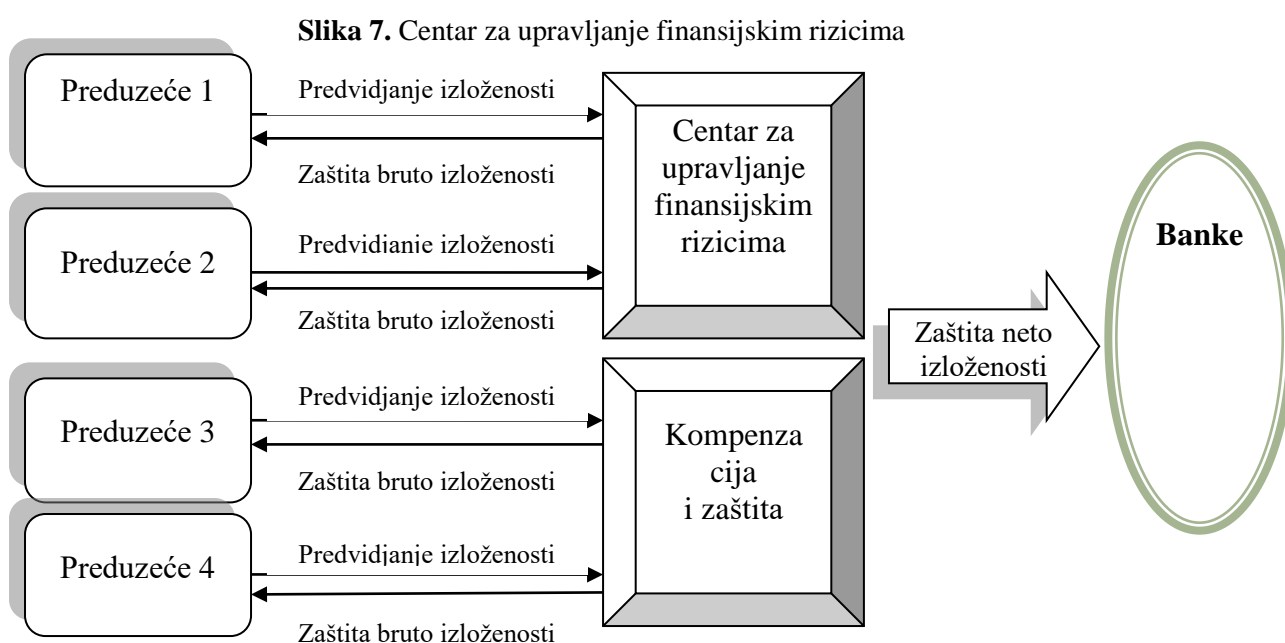 Slika 7. Centar za upravljanje finansijskim rizicima
Preduzeće 1
Predvidjanje izloženosti
Zaštita bruto izloženosti
Preduzeće 2
Predvidjanje izloženosti
Zaštita bruto izloženosti
Centar za
upravljanje
finansijskim
rizicima
Preduzeće 3
Predvidjanje izloženosti
Zaštita bruto izloženosti
Preduzeće 4
Predvidjanje izloženosti
Zaštita bruto izloženosti
Kompenza
cija
i zaštita
Zaštita neto
izloženosti
Banke